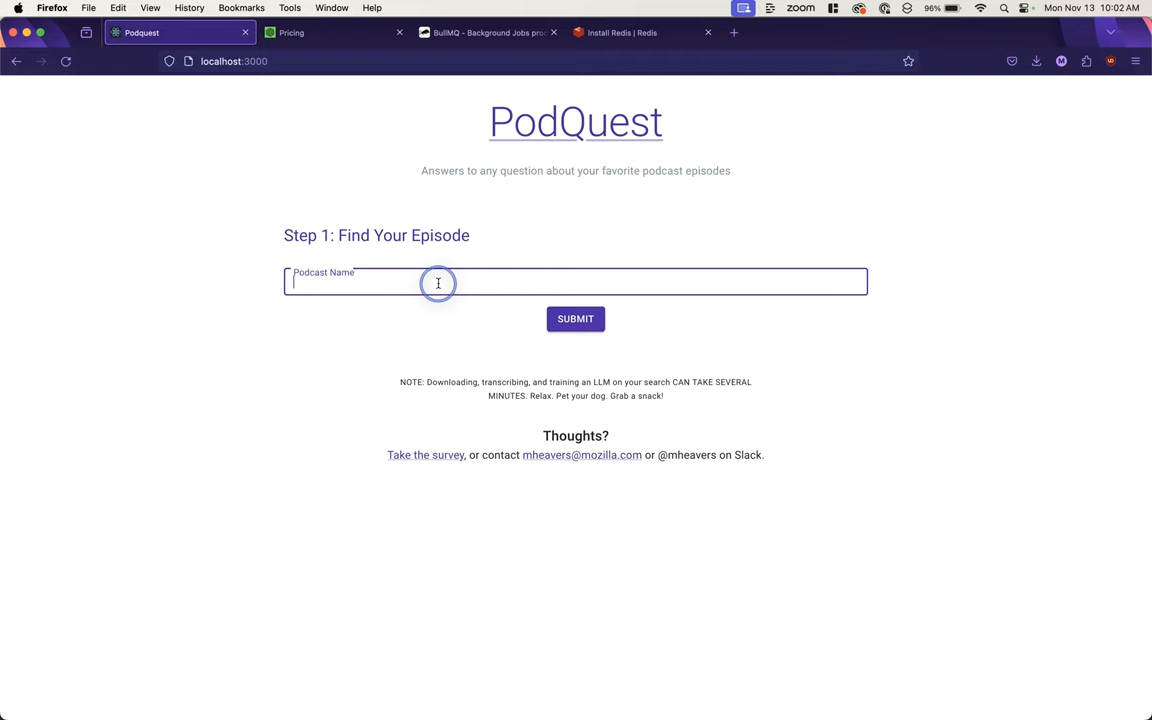 Firefox File Edit View History Bookmarks Tools Window Help zoom 96% Mon Nov 13 10:02 AM
Podquest Pricing BullMQ - Background Jobs pro Install Redis | Redis
localhost:3000
PodQuest
Answers to any question about your favorite podcast episodes
Step 1: Find Your Episode
Podcast Name
SUBMIT
NOTE: Downloading, transcribing, and training an LLM on your search CAN TAKE SEVERAL
MINUTES. Relax. Pet your dog. Grab a snack!
Thoughts?
Take the survey, or contact mheavers@mozilla.com or @mheavers on Slack.